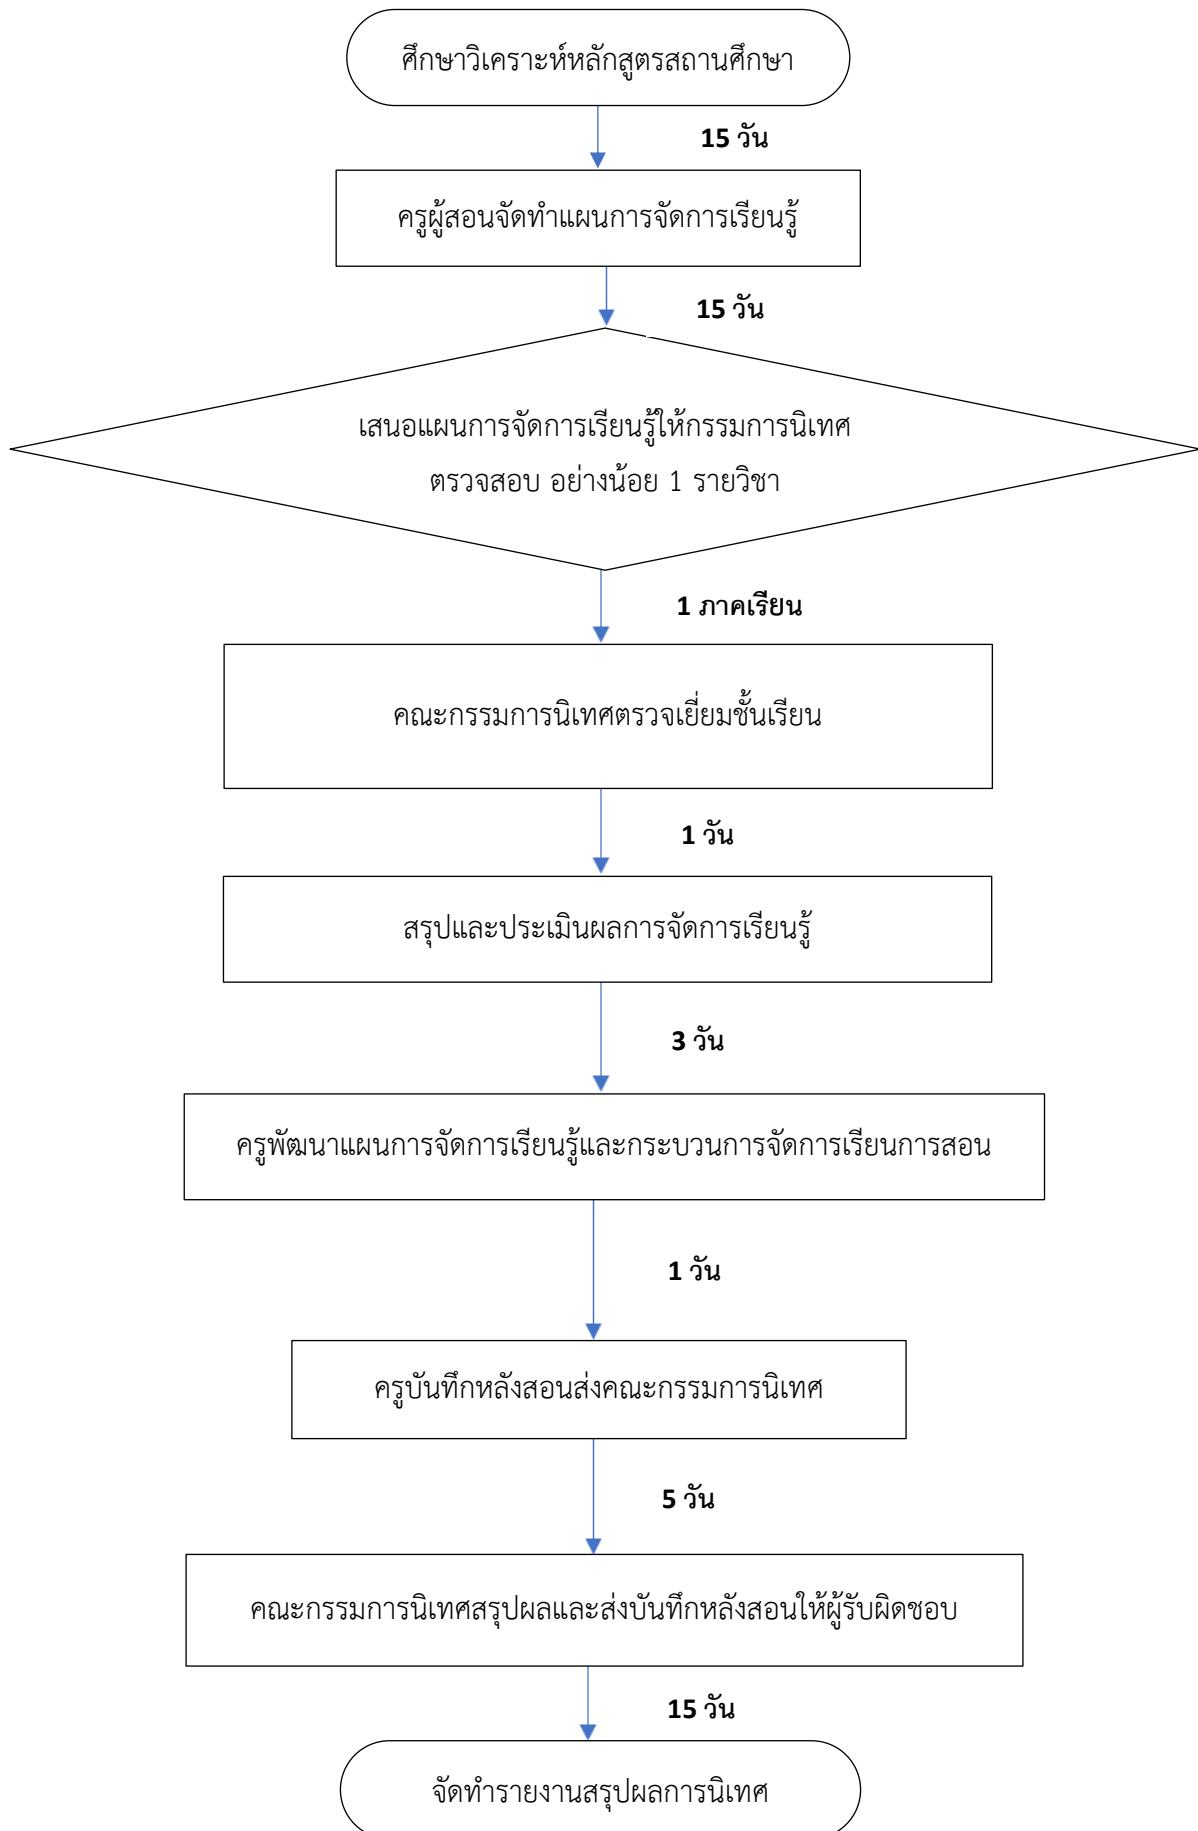 ศึกษาวิเคราะห์หลักสูตรสถานศึกษา
15 วัน
ครูผู้สอนจัดทำแผนการจัดการเรียนรู้
15 วัน
เสนอแผนการจัดการเรียนรู้ให้กรรมการนิเทศ
ตรวจสอบ อย่างน้อย 1 รายวิชา
1 ภาคเรียน
คณะกรรมการนิเทศตรวจเยี่ยมชั้นเรียน
1 วัน
สรุปและประเมินผลการจัดการเรียนรู้
3 วัน
ครูพัฒนาแผนการจัดการเรียนรู้และกระบวนการจัดการเรียนการสอน
1 วัน
ครูบันทึกหลังสอนส่งคณะกรรมการนิเทศ
5 วัน
คณะกรรมการนิเทศสรุปผลและส่งบันทึกหลังสอนให้ผู้รับผิดชอบ
15 วัน
จัดทำรายงานสรุปผลการนิเทศ